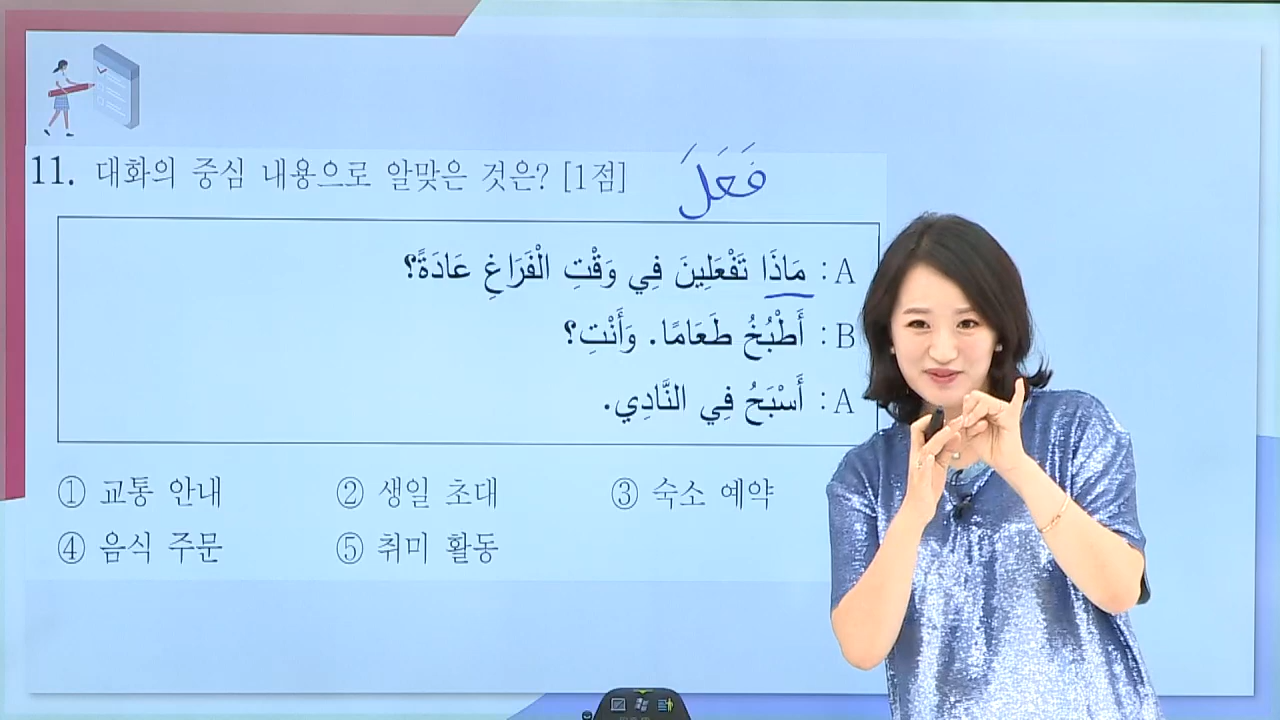 11. 대화의 중심 내용으로 알맞은 것은? [1점]
فَعَلَ
A : مَاذَا تَفْعَلِينَ فِي وَقْتِ الْفَرَاغِ عَادَةً؟
B : أَطْبُخُ طَعَامًا. وَأَنْتِ؟
A : أَسْبَحُ فِي النَّادِي.
① 교통 안내 ② 생일 초대 ③ 숙소 예약
④ 음식 주문 ⑤ 취미 활동